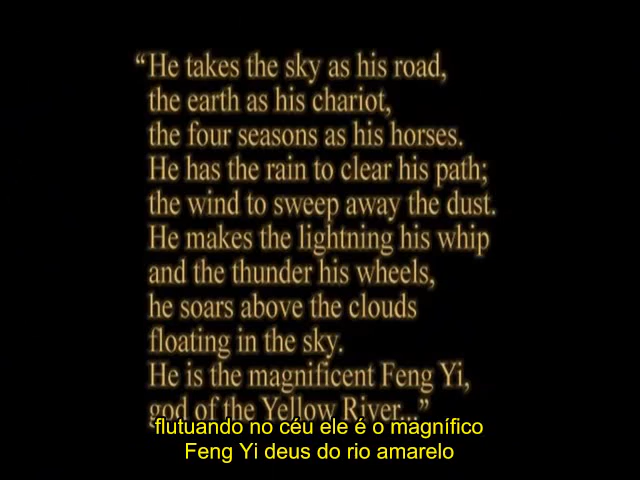 “He takes the sky as his road,
the earth as his chariot,
the four seasons as his horses.
He has the rain to clear his path;
the wind to sweep away the dust.
He makes the lightning his whip
and the thunder his wheels,
he soars above the clouds
floating in the sky.
He is the magnificent Feng Yi,
god of the Yellow River...”
flutuando no céu ele é o magnífico
Feng Yi deus do rio amarelo